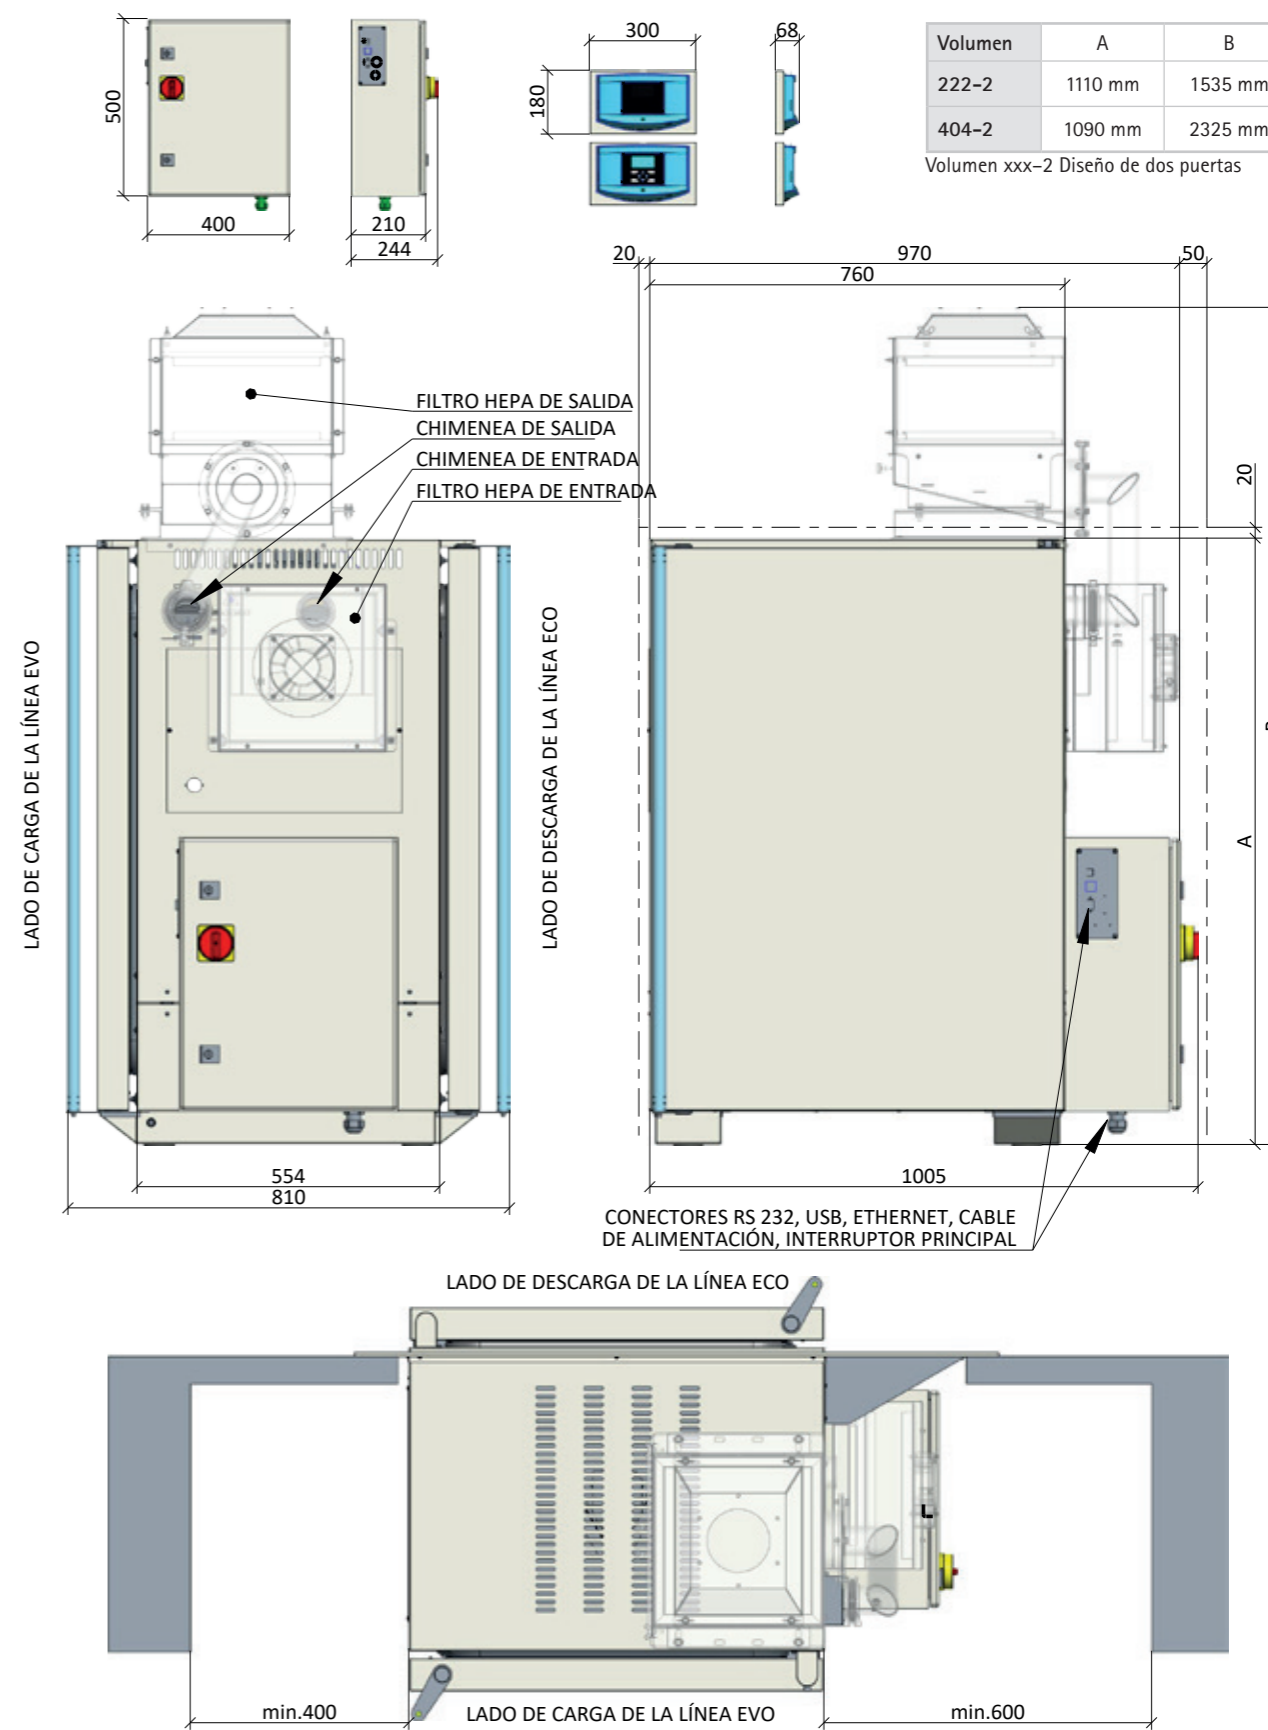 500
400
210
244
300
68
180
Volumen A B
222-2 1110 mm 1535 mm
404-2 1090 mm 2325 mm
Volumen xxx-2 Diseño de dos puertas
20 970 50
760
FILTRO HEPA DE SALIDA
CHIMENEA DE SALIDA
CHIMENEA DE ENTRADA
FILTRO HEPA DE ENTRADA
20
LADO DE CARGA DE LA LÍNEA EVO
LADO DE DESCARGA DE LA LÍNEA ECO
A
554
810
1005
CONECTORES RS 232, USB, ETHERNET, CABLE
DE ALIMENTACIÓN, INTERRUPTOR PRINCIPAL
LADO DE DESCARGA DE LA LÍNEA ECO
min.400
LADO DE CARGA DE LA LÍNEA EVO
min.600